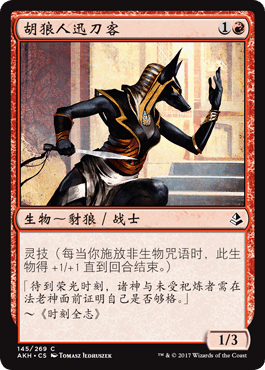 胡狼人迅刀客 1
生物～豺狼 / 战士
灵技（每当你施放非生物咒语时，此生
物得+1/+1直到回合结束。）
「待到荣光时刻，诸神与未受祀炼者需在
法老神面前证明自己是否够格。」
～《时刻全志》
1/3
145/269 C
AKH • CS TOMASZ JEDRUSZEK
™ & © 2017 Wizards of the Coast